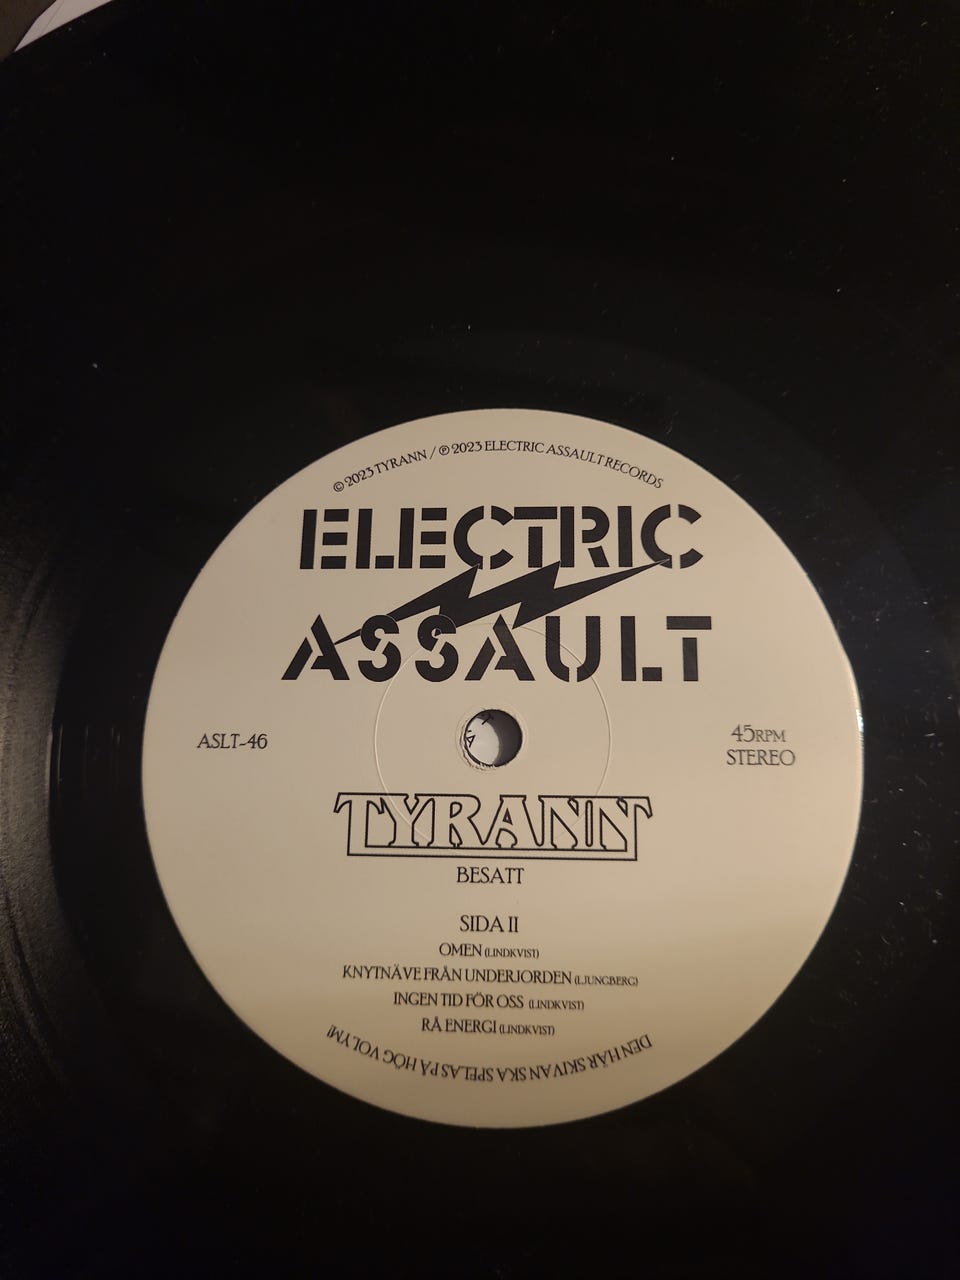 © 2023 TYRANN / ℗ 2023 ELECTRIC ASSAULT RECORDS
ELECTRIC
ASSAULT
ASLT-46
45RPM
STEREO
TYRANN
BESATT
SIDA II
OMEN (LINDKVIST)
KNYTNÄVE FRÅN UNDERJORDEN (LJUNGBERG)
INGEN TID FÖR OSS (LINDKVIST)
RÅ ENERGI (LINDKVIST)
DEN HÄR SKIVAN SKA SPELAS PÅ HÖG VOLYM!